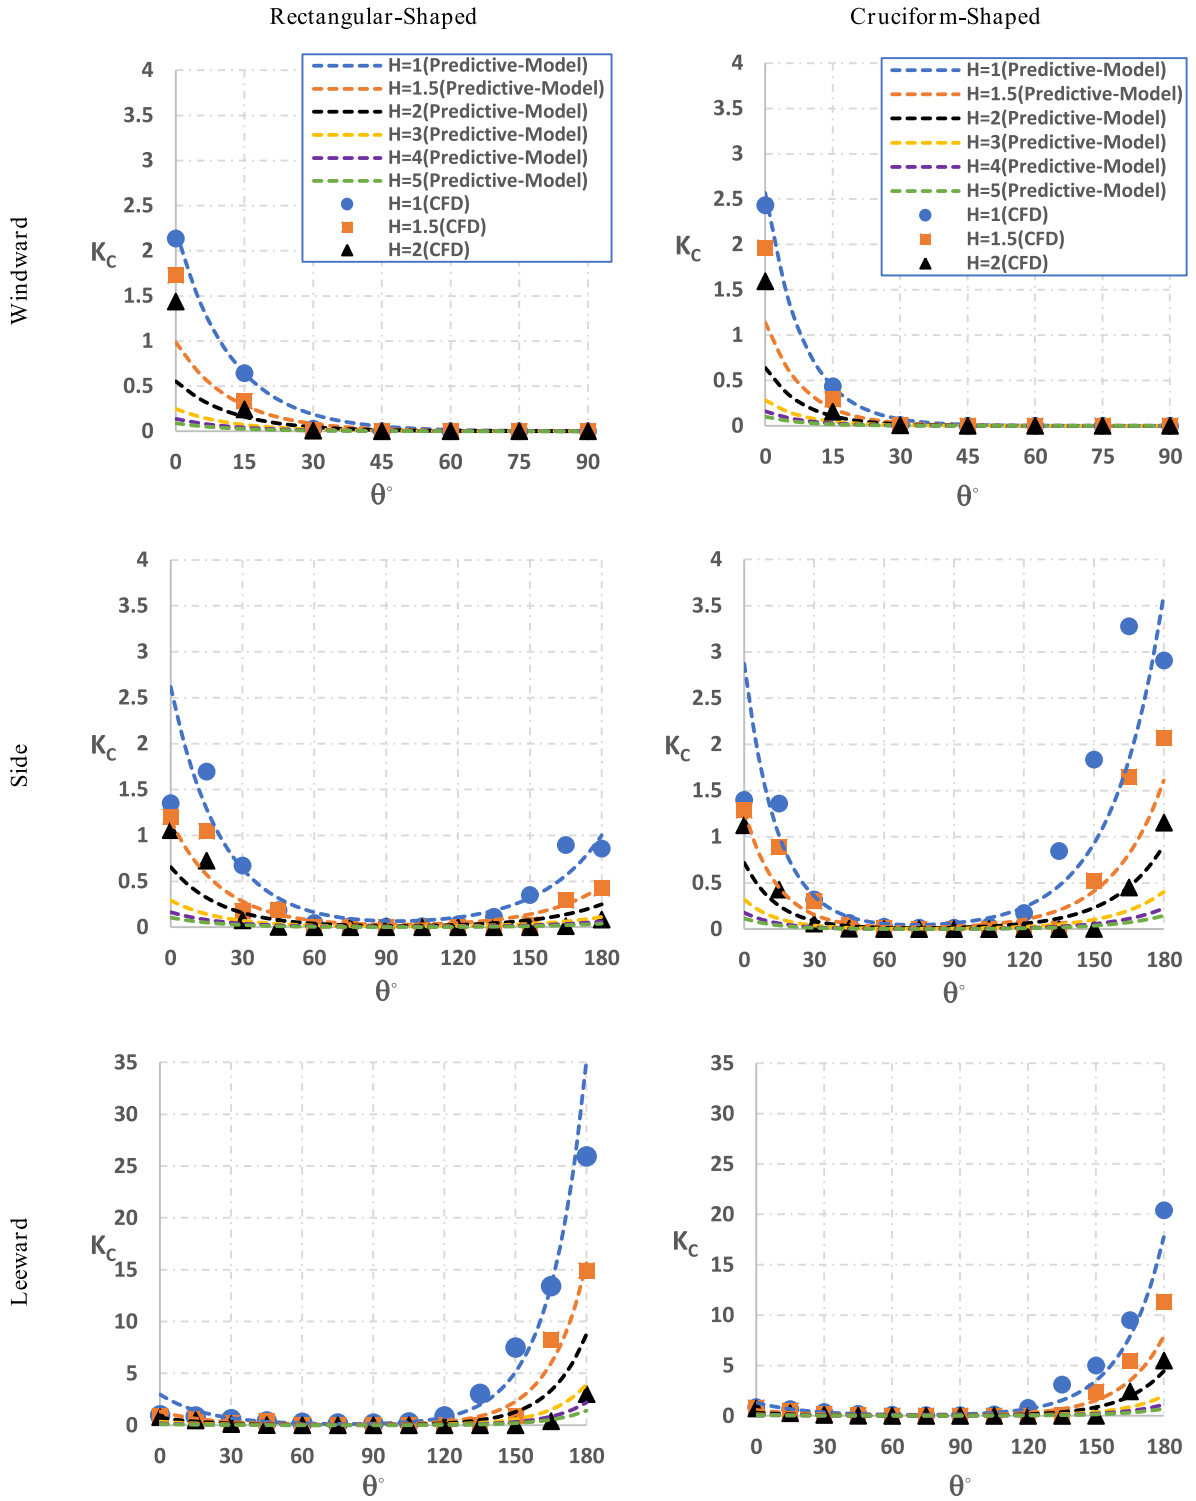 Rectangular-Shaped
Cruciform-Shaped
Windward
4
3.5
3
2.5
2
1.5
1
0.5
0
K_C
H=1(Predictive-Model)
H=1.5(Predictive-Model)
H=2(Predictive-Model)
H=3(Predictive-Model)
H=4(Predictive-Model)
H=5(Predictive-Model)
H=1(CFD)
H=1.5(CFD)
H=2(CFD)
0 15 30 45 60 75 90
θ°
4
3.5
3
2.5
2
1.5
1
0.5
0
K_C
H=1(Predictive-Model)
H=1.5(Predictive-Model)
H=2(Predictive-Model)
H=3(Predictive-Model)
H=4(Predictive-Model)
H=5(Predictive-Model)
H=1(CFD)
H=1.5(CFD)
H=2(CFD)
0 15 30 45 60 75 90
θ°
Side
4
3.5
3
2.5
2
1.5
1
0.5
0
K_C
0 30 60 90 120 150 180
θ°
4
3.5
3
2.5
2
1.5
1
0.5
0
K_C
0 30 60 90 120 150 180
θ°
Leeward
35
30
25
20
15
10
5
0
K_C
0 30 60 90 120 150 180
θ°
35
30
25
20
15
10
5
0
K_C
0 30 60 90 120 150 180
θ°